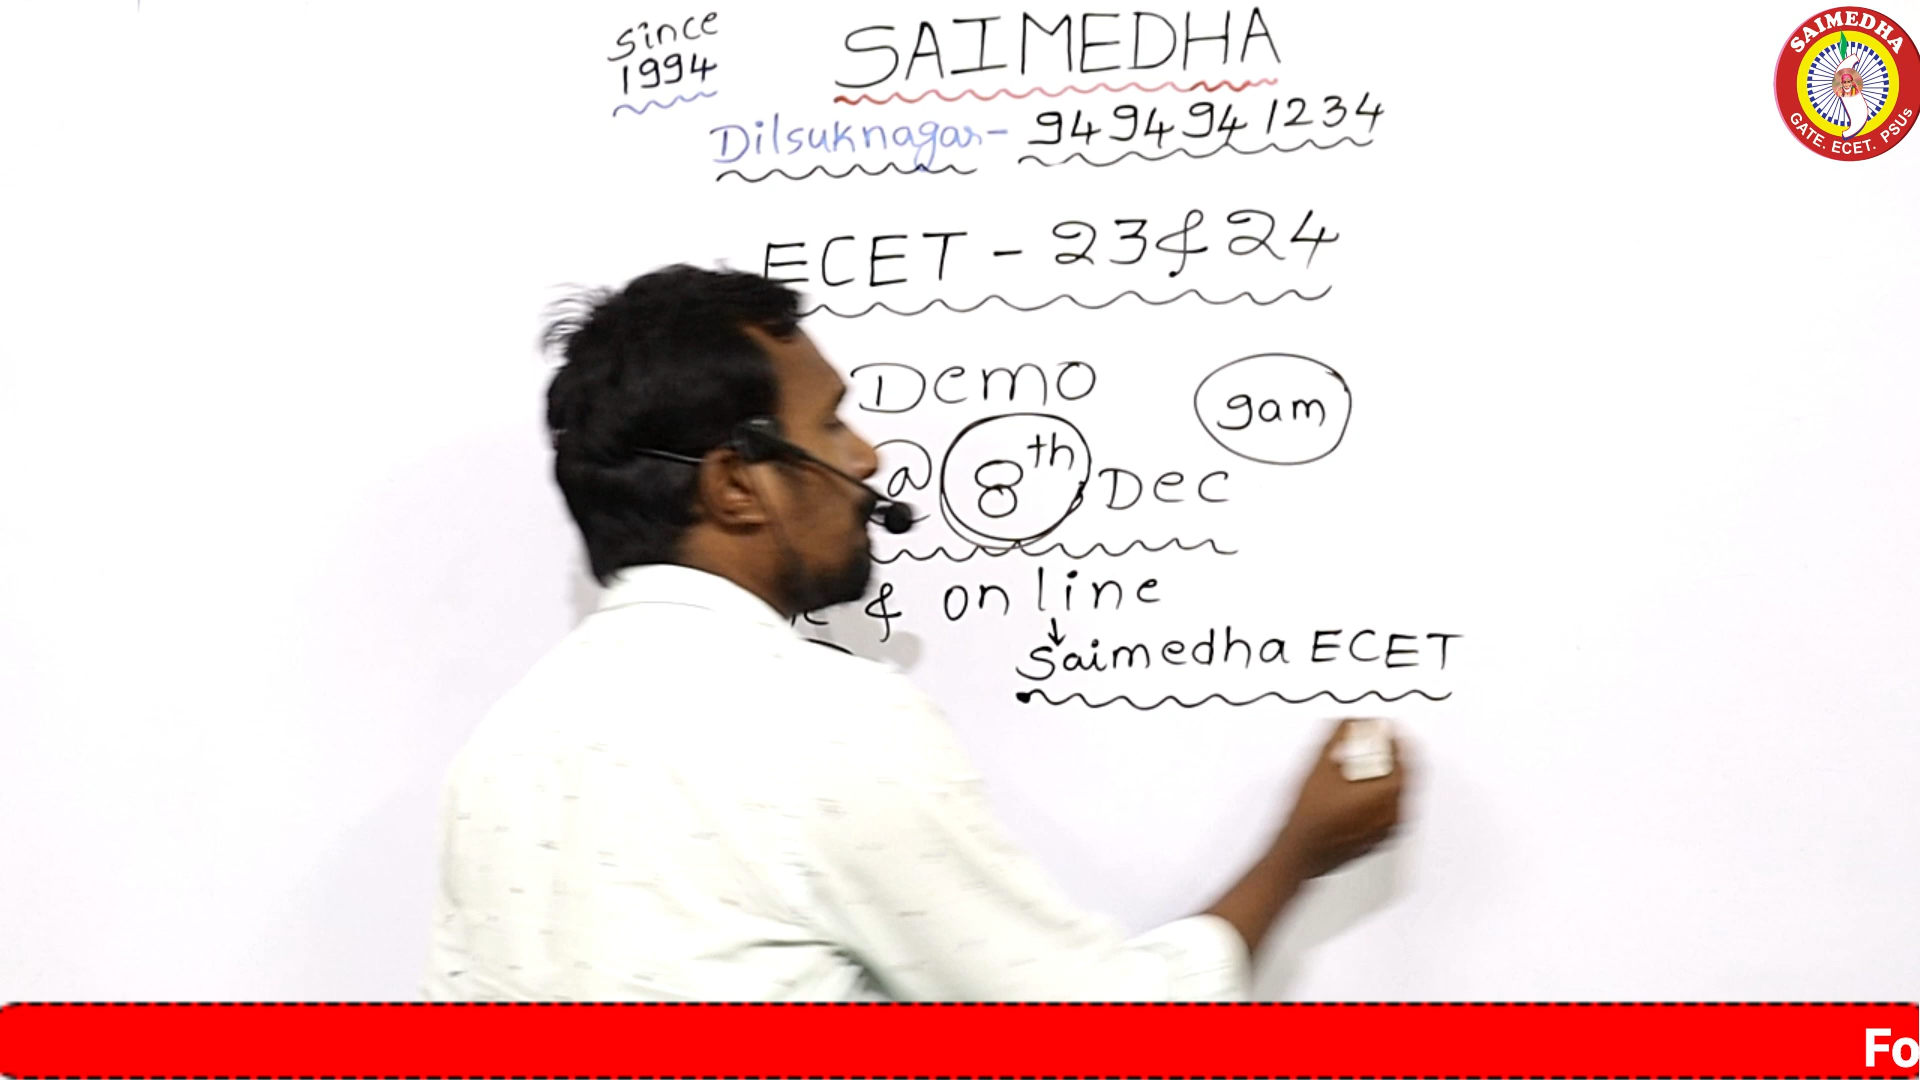 Since
1994
SAIMEDHA
Dilsuknagar- 9494941234
ECET - 23 & 24
Demo
9am
@ 8th Dec
& online
Saimedha ECET
SAIMEDHA
GATE. ECET. PSUs
Fo